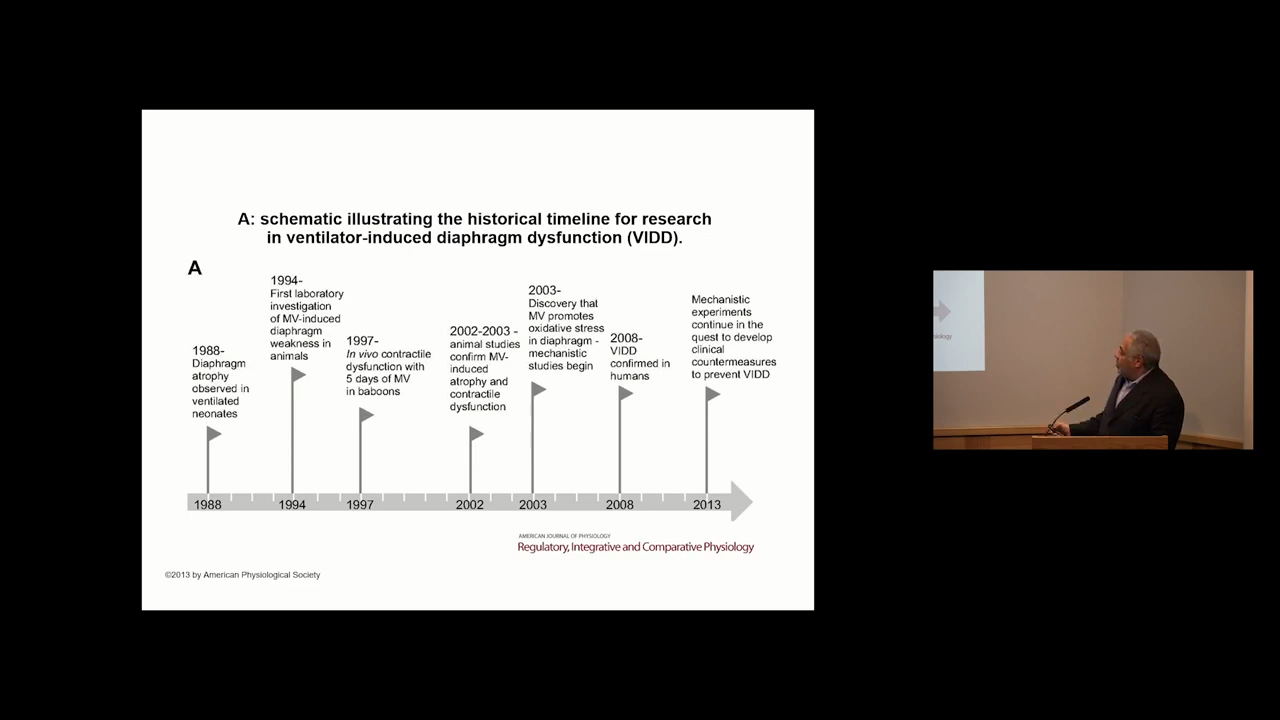 A: schematic illustrating the historical timeline for research
in ventilator-induced diaphragm dysfunction (VIDD).
A
1988-
Diaphragm
atrophy
observed in
ventilated
neonates
1994-
First laboratory
investigation
of MV-induced
diaphragm
weakness in
animals
1997-
In vivo contractile
dysfunction with
5 days of MV
in baboons
2002-2003 -
animal studies
confirm MV-
induced
atrophy and
contractile
dysfunction
2003-
Discovery that
MV promotes
oxidative stress
in diaphragm -
mechanistic
studies begin
2008-
VIDD
confirmed in
humans
Mechanistic
experiments
continue in the
quest to develop
clinical
countermeasures
to prevent VIDD
1988 1994 1997 2002 2003 2008 2013
AMERICAN JOURNAL OF PHYSIOLOGY
Regulatory, Integrative and Comparative Physiology
©2013 by American Physiological Society